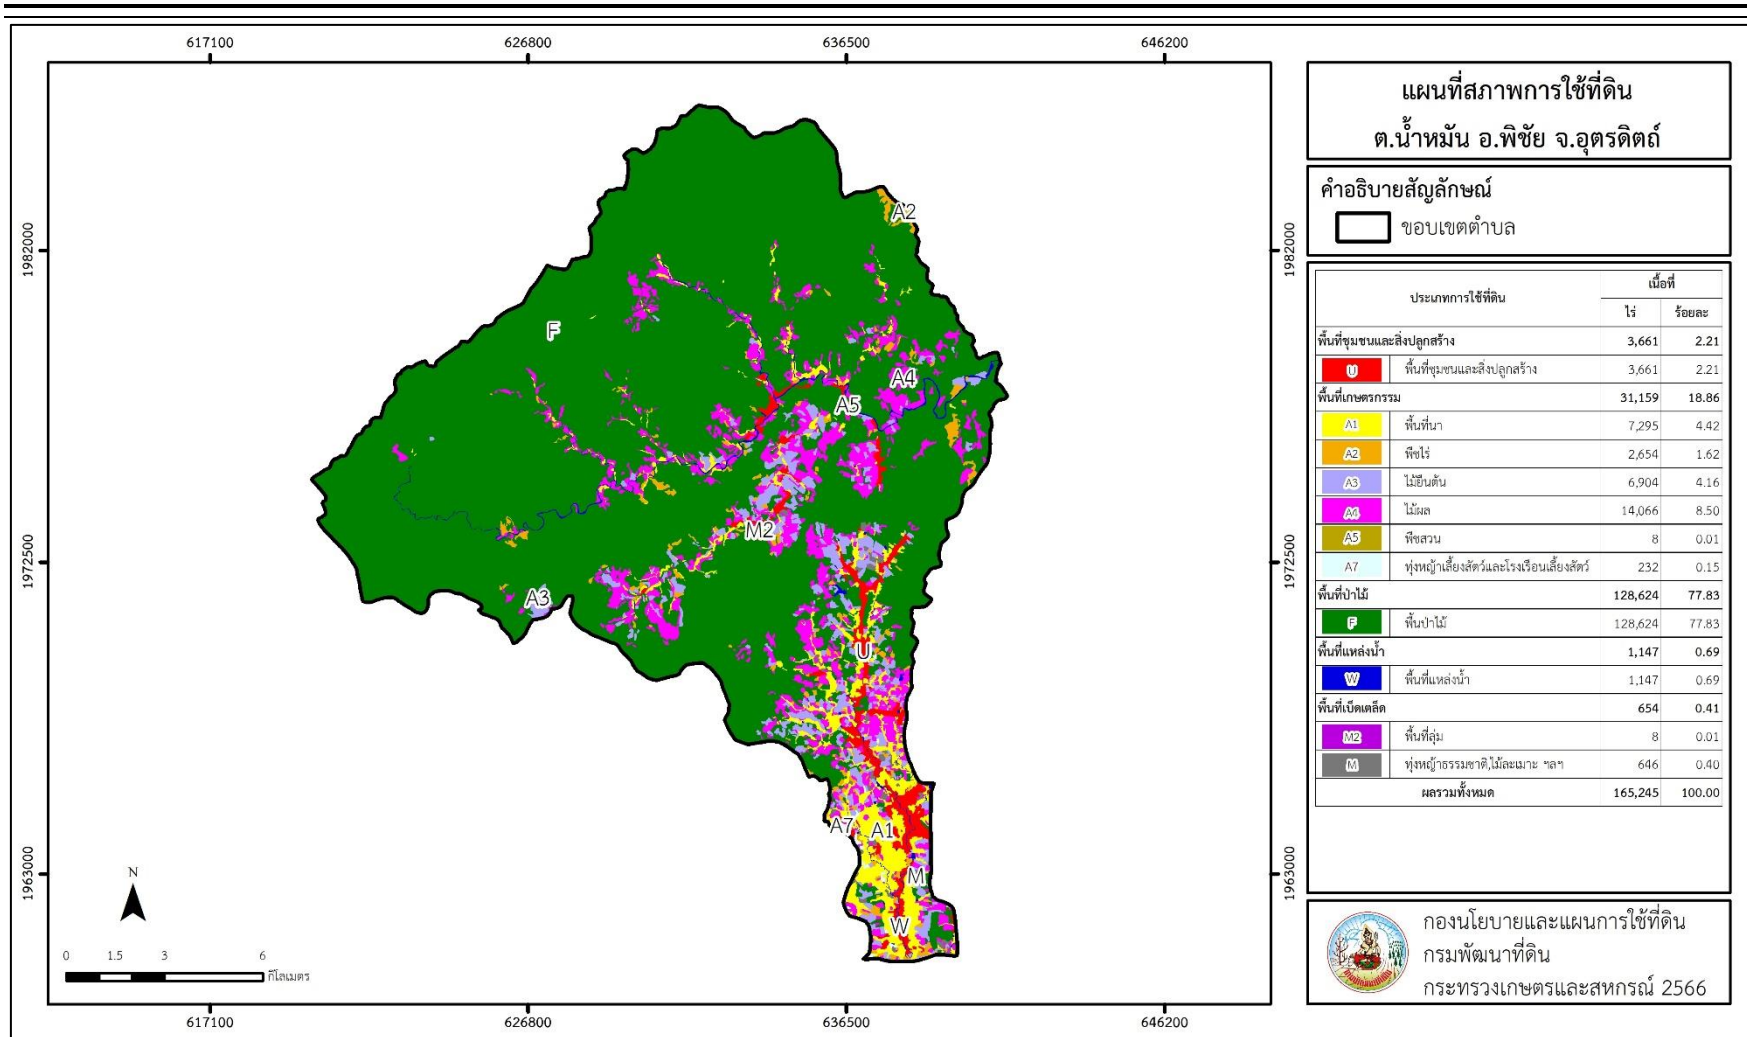 617100 626800 636500 646200
แผนที่สภาพการใช้ที่ดิน
ต.น้ำหมัน อ.พิชัย จ.อุตรดิตถ์
คำอธิบายสัญลักษณ์
ขอบเขตตำบล
ประเภทการใช้ที่ดิน เนื้อที่
ไร่ ร้อยละ
พื้นที่ชุมชนและสิ่งปลูกสร้าง 3,661 2.21
U พื้นที่ชุมชนและสิ่งปลูกสร้าง 3,661 2.21
พื้นที่เกษตรกรรม 31,159 18.86
A1 พื้นที่นา 7,295 4.42
A2 พืชไร่ 2,654 1.62
A3 ไม้ยืนต้น 6,904 4.16
A4 ไม้ผล 14,066 8.50
A5 พืชสวน 8 0.01
A7 ทุ่งหญ้าเลี้ยงสัตว์และโรงเรือนเลี้ยงสัตว์ 232 0.15
พื้นที่ป่าไม้ 128,624 77.83
F พื้นป่าไม้ 128,624 77.83
พื้นที่แหล่งน้ำ 1,147 0.69
W พื้นที่แหล่งน้ำ 1,147 0.69
พื้นที่เบ็ดเตล็ด 654 0.41
M2 พื้นที่ลุ่ม 8 0.01
M ทุ่งหญ้าธรรมชาติ,ไม้ละเมาะ ฯลฯ 646 0.40
ผลรวมทั้งหมด 165,245 100.00
กองนโยบายและแผนการใช้ที่ดิน
กรมพัฒนาที่ดิน
กระทรวงเกษตรและสหกรณ์ 2566
1982000 1982000
1972500 1972500
1963000 1963000
A2
F
A4
A5
M2
A3
U
A7 A1
M
W
N
0 1.5 3 6
กิโลเมตร
617100 626800 636500 646200